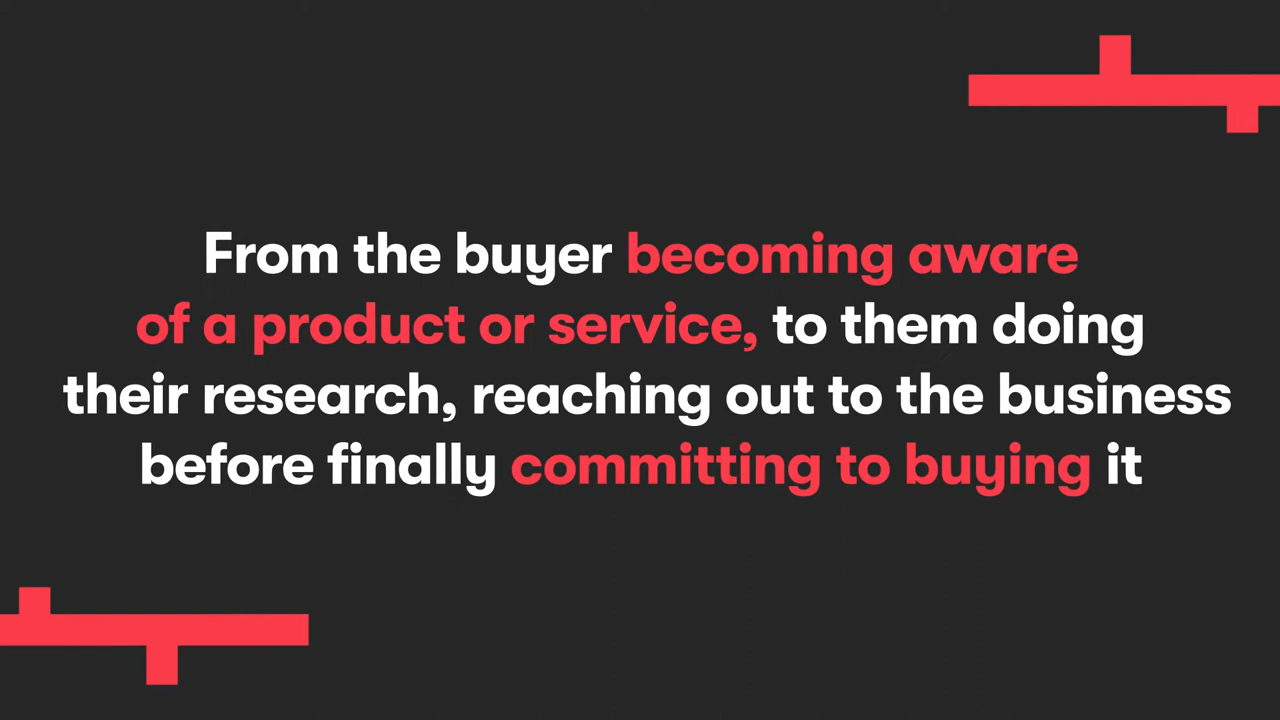 From the buyer becoming aware
of a product or service, to them doing
their research, reaching out to the business
before finally committing to buying it